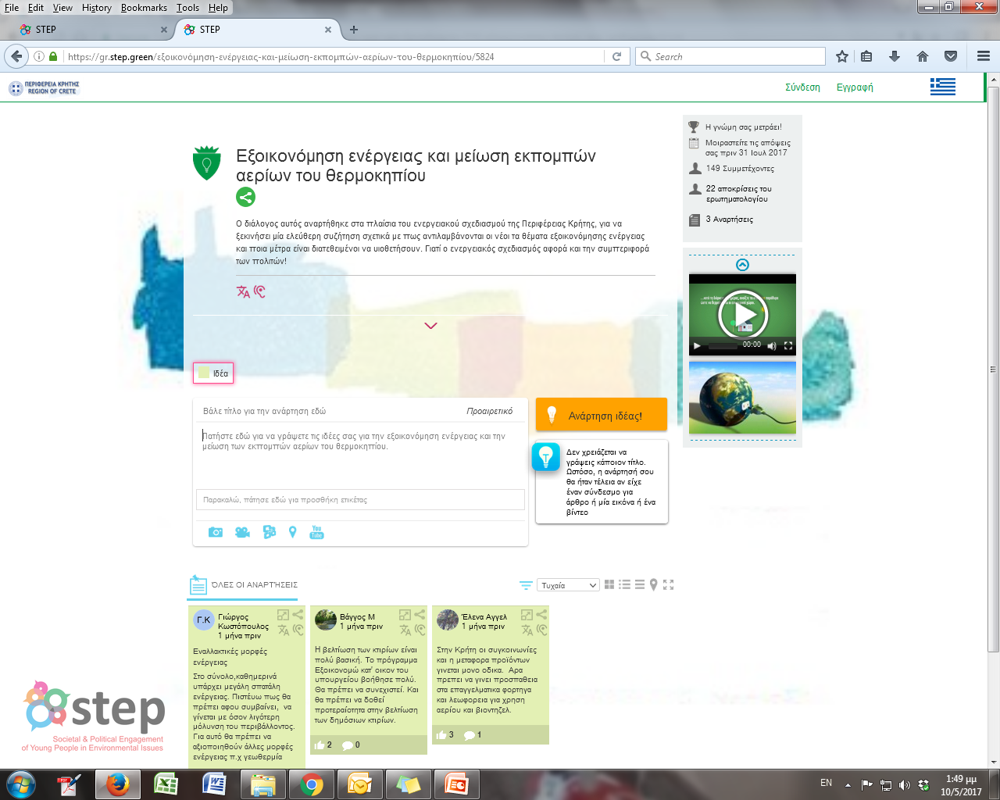 File Edit View History Bookmarks Tools Help
STEP
STEP
https://gr.step.green/εξοικονόμηση-ενέργειας-και-μείωση-εκπομπών-αερίων-του-θερμοκηπίου/5824
Search
ΠΕΡΙΦΕΡΕΙΑ ΚΡΗΤΗΣ
REGION OF CRETE
Σύνδεση Εγγραφή
Εξοικονόμηση ενέργειας και μείωση εκπομπών
αερίων του θερμοκηπίου
Ο διάλογος αυτός αναρτήθηκε στα πλαίσια του ενεργειακού σχεδιασμού της Περιφέρειας Κρήτης, για να
ξεκινήσει μία ελεύθερη συζήτηση σχετικά με πως αντιλαμβάνονται οι νέοι τα θέματα εξοικονόμησης ενέργειας
και ποια μέτρα είναι διατεθειμένοι να υιοθετήσουν. Γιατί ο ενεργειακός σχεδιασμός αφορά και την συμπεριφορά
των πολιτών!
Ιδέα
Βάλε τίτλο για την ανάρτηση εδώ
Προαιρετικό
Πατήστε εδώ για να γράψετε τις ιδέες σας για την εξοικονόμηση ενέργειας και την
μείωση των εκπομπών αερίων του θερμοκηπίου.
Παρακαλώ, πάτησε εδώ για προσθήκη ετικέτας
You
Tube
Ανάρτηση ιδέας!
Δεν χρειάζεται να
γράψεις κάποιον τίτλο.
Ωστόσο, η ανάρτησή σου
θα ήταν τέλεια αν είχε
έναν σύνδεσμο για
άρθρο ή μία εικόνα ή ένα
βίντεο
Η γνώμη σας μετράει!
Μοιραστείτε τις απόψεις
σας πριν 31 Ιουλ 2017
149 Συμμετέχοντες
22 αποκρίσεις του
ερωτηματολογίου
3 Αναρτήσεις
00:00
ΌΛΕΣ ΟΙ ΑΝΑΡΤΉΣΕΙΣ
Τυχαία
Γ.Κ
Γιώργος
Κωστόπουλος
1 μήνα πριν
Εναλλακτικές μορφές
ενέργειας
Στο σύνολο,καθημερινά
υπάρχει μεγάλη σπατάλη
ενέργειας. Πιστέυω πως θα
πρέπει αφου συμβαίνει, να
γίνεται με όσον λιγότερη
μόλυνση του περιβάλλοντος.
Για αυτό θα πρέπει να
αξιοποιηθούν άλλες μορφές
ενέργειας π.χ γεωθερμία
Βάγγος Μ
1 μήνα πριν
Η βελτίωση των κτιρίων είναι
πολύ βασική. Το πρόγραμμα
Εξοικονομώ κατ' οικον του
υπουργείου βοήθησε πολύ.
Θα πρέπει να συνεχιστεί. Και
θα πρέπει να δοθεί
προτεραιότητα στην βελτίωση
των δημόσιων κτιρίων.
2 0
Έλενα Αγγελ
1 μήνα πριν
Στην Κρήτη οι συγκοινωνίες
και η μεταφορα προϊόντων
γινεται μονο οδικα. Αρα
πρεπει να γινει προσπαθεια
στα επαγγελματικα φορτηγα
και λεωφορεια για χρηση
αερίου και βιοντηζελ.
3 1
step
Societal & Political Engagement
of Young People in Environmental Issues
EN
1:49 μμ
10/5/2017